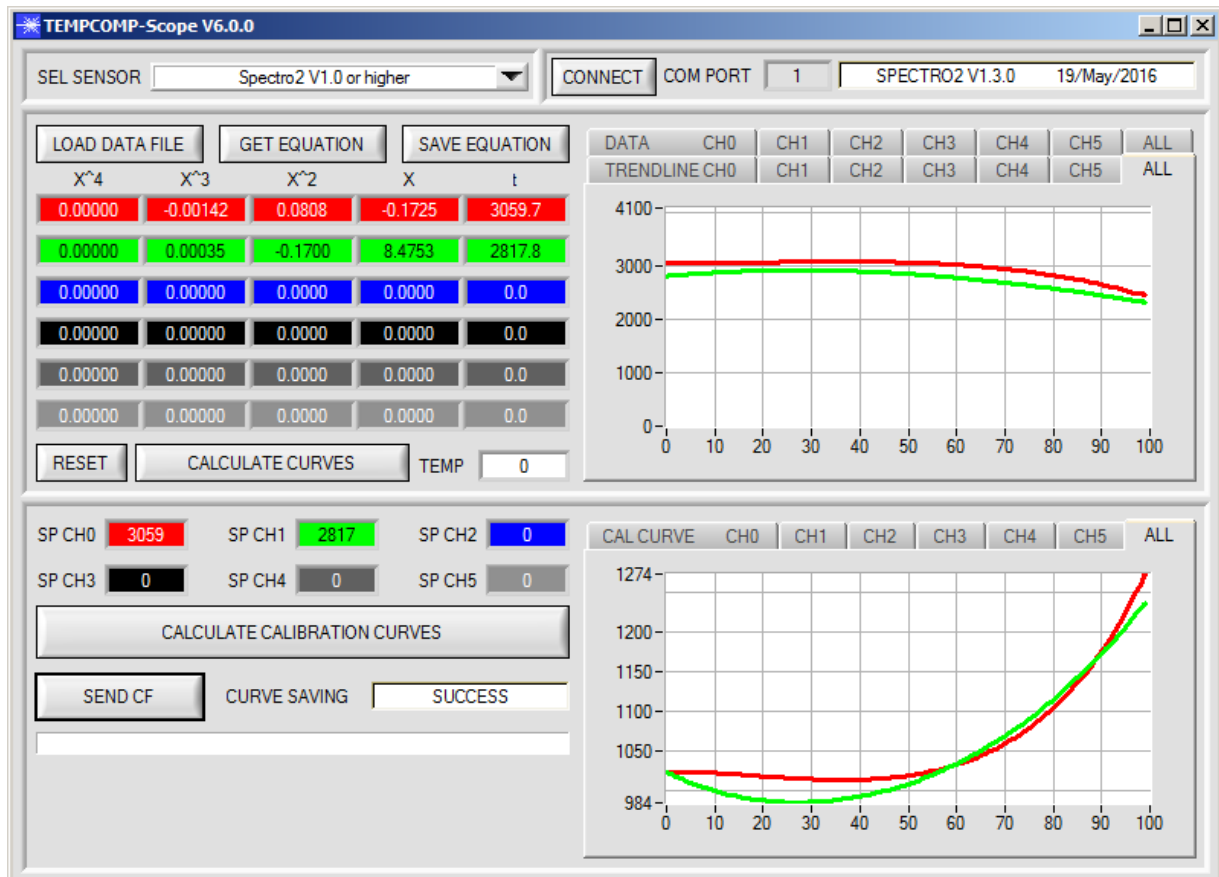 TEMPCOMP-Scope V6.0.0
SEL SENSOR Spectro2 V1.0 or higher CONNECT COM PORT 1 SPECTRO2 V1.3.0 19/May/2016
LOAD DATA FILE GET EQUATION SAVE EQUATION
X^4 X^3 X^2 X t
0.00000 -0.00142 0.0808 -0.1725 3059.7
0.00000 0.00035 -0.1700 8.4753 2817.8
0.00000 0.00000 0.0000 0.0000 0.0
0.00000 0.00000 0.0000 0.0000 0.0
0.00000 0.00000 0.0000 0.0000 0.0
0.00000 0.00000 0.0000 0.0000 0.0
RESET CALCULATE CURVES TEMP 0
DATA CH0 CH1 CH2 CH3 CH4 CH5 ALL
TRENDLINE CH0 CH1 CH2 CH3 CH4 CH5 ALL
4100
3000
2000
1000
0
0 10 20 30 40 50 60 70 80 90 100
SP CH0 3059 SP CH1 2817 SP CH2 0
SP CH3 0 SP CH4 0 SP CH5 0
CALCULATE CALIBRATION CURVES
SEND CF CURVE SAVING SUCCESS
CAL CURVE CH0 CH1 CH2 CH3 CH4 CH5 ALL
1274
1200
1150
1100
1050
984
0 10 20 30 40 50 60 70 80 90 100